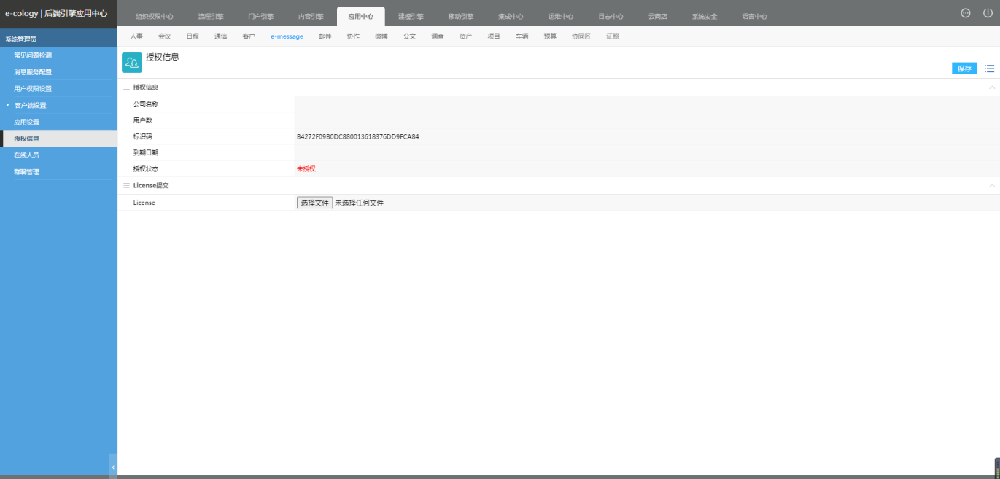 e-cology | 后端引擎应用中心
组织权限中心 流程引擎 门户引擎 内容引擎 应用中心 建模引擎 移动引擎 集成中心 运维中心 日志中心 云商店 系统安全 语言中心
人事 会议 日程 通信 客户 e-message 邮件 协作 微博 公文 调查 资产 项目 车辆 预算 协同区 证照
系统管理员
常见问题检测
消息服务配置
用户权限设置
客户端设置
应用设置
授权信息
在线人员
群聊管理
授权信息
保存
授权信息
公司名称
用户数
标识码 B4272F09B0DC880013618376DD9FCA84
到期日期
授权状态 未授权
License提交
License 选择文件 未选择任何文件